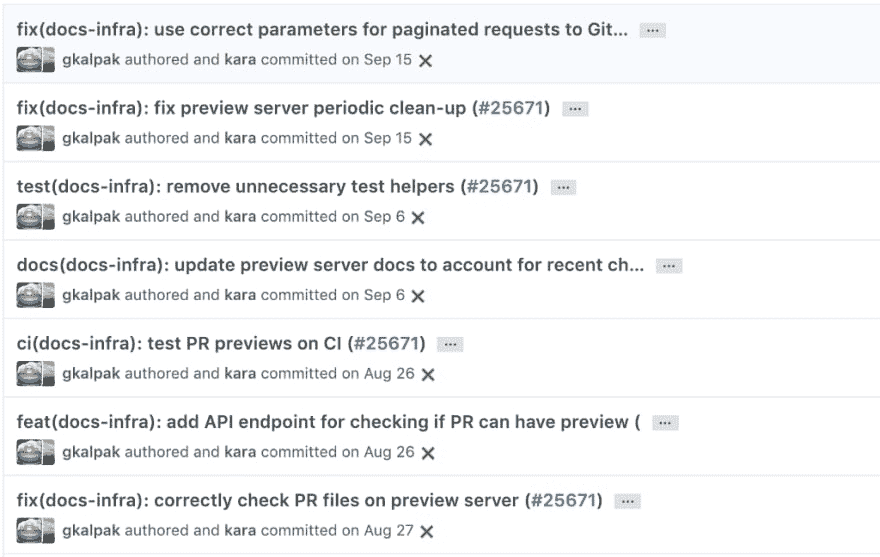 fix(docs-infra): use correct parameters for paginated requests to Git... ...
gkalpak authored and kara committed on Sep 15 ✕
fix(docs-infra): fix preview server periodic clean-up (#25671) ...
gkalpak authored and kara committed on Sep 15 ✕
test(docs-infra): remove unnecessary test helpers (#25671) ...
gkalpak authored and kara committed on Sep 6 ✕
docs(docs-infra): update preview server docs to account for recent ch... ...
gkalpak authored and kara committed on Sep 6 ✕
ci(docs-infra): test PR previews on CI (#25671) ...
gkalpak authored and kara committed on Aug 26 ✕
feat(docs-infra): add API endpoint for checking if PR can have preview ( ...
gkalpak authored and kara committed on Aug 26 ✕
fix(docs-infra): correctly check PR files on preview server (#25671) ...
gkalpak authored and kara committed on Aug 27 ✕